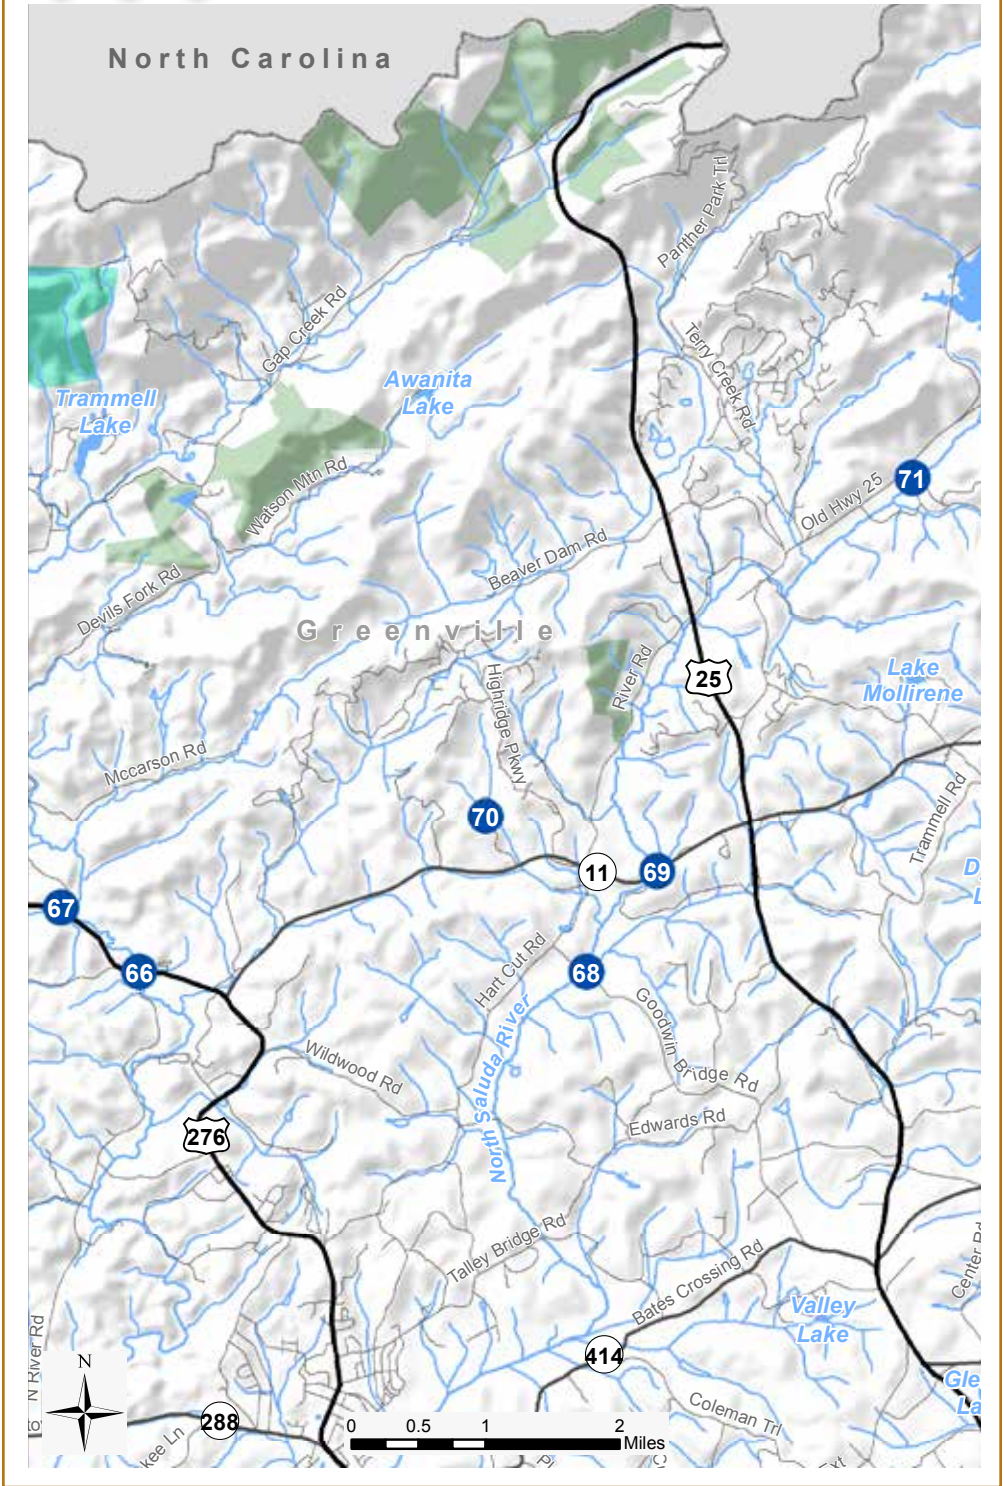 North Carolina
Panther Park Trl
Gap Creek Rd
Terry Creek Rd
Awanita
Lake
Trammell
Lake
Watson Mtn Rd
71
Old Hwy 25
Beaver Dam Rd
Devils Fork Rd
Greenville
River Rd
25
Lake
Mollirene
Highridge Pkwy
Mccarson Rd
Trammell Rd
70
11
69
67
66
68
Hart Cut Rd
Goodwin Bridge Rd
North Saluda River
Wildwood Rd
Edwards Rd
276
Talley Bridge Rd
Bates Crossing Rd
Center Rd
Valley
Lake
N River Rd
N
414
288
Coleman Trl
kee Ln
0 0.5 1 2
Miles